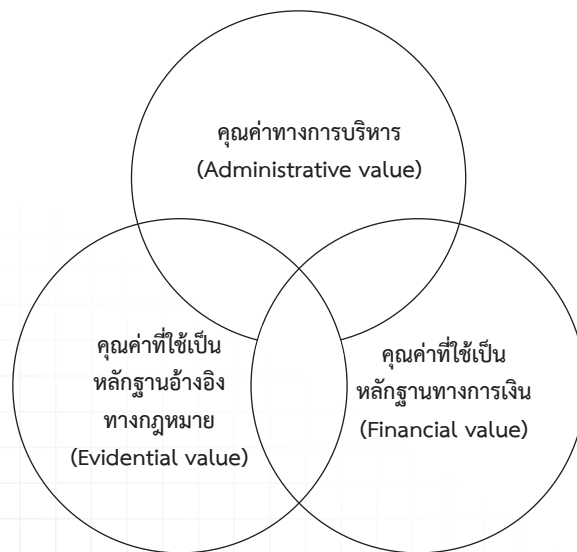 คุณค่าทางการบริหาร
(Administrative value)
คุณค่าที่ใช้เป็น
หลักฐานอ้างอิง
ทางกฎหมาย
(Evidential value)
คุณค่าที่ใช้เป็น
หลักฐานทางการเงิน
(Financial value)